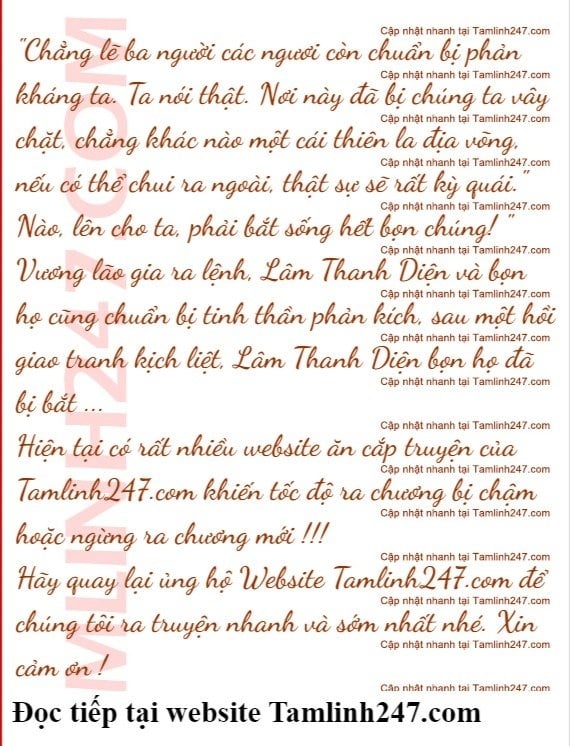 Cập nhật nhanh tại Tamlinh247.com
"Chẳng lẽ ba người các ngươi còn chuẩn bị phản
Cập nhật nhanh tại Tamlinh247.com
kháng ta. Ta nói thật. Nơi này đã bị chúng ta vây
Cập nhật nhanh tại Tamlinh247.com
chặt, chẳng khác nào một cái thiên la địa võng,
Cập nhật nhanh tại Tamlinh247.com
nếu có thể chui ra ngoài, thật sự sẽ rất kỳ quái."
Cập nhật nhanh tại Tamlinh247.com
Nào, lên cho ta, phải bắt sống hết bọn chúng! "
Cập nhật nhanh tại Tamlinh247.com
Vương lão gia ra lệnh, Lâm Thanh Diện và bọn
Cập nhật nhanh tại Tamlinh247.com
họ cũng chuẩn bị tinh thần phản kích, sau một hồi
Cập nhật nhanh tại Tamlinh247.com
giao tranh kịch liệt, Lâm Thanh Diện bọn họ đã
Cập nhật nhanh tại Tamlinh247.com
bị bắt ...
Cập nhật nhanh tại Tamlinh247.com
Hiện tại có rất nhiều website ăn cắp truyện của
Cập nhật nhanh tại Tamlinh247.com
Tamlinh247.com khiến tốc độ ra chương bị chậm
Cập nhật nhanh tại Tamlinh247.com
hoặc ngừng ra chương mới !!!
Cập nhật nhanh tại Tamlinh247.com
Hãy quay lại ủng hộ Website Tamlinh247.com để
Cập nhật nhanh tại Tamlinh247.com
chúng tôi ra truyện nhanh và sớm nhất nhé. Xin
Cập nhật nhanh tại Tamlinh247.com
cảm ơn !
Cập nhật nhanh tại Tamlinh247.com
MLINH247.COM
Đọc tiếp tại website Tamlinh247.com